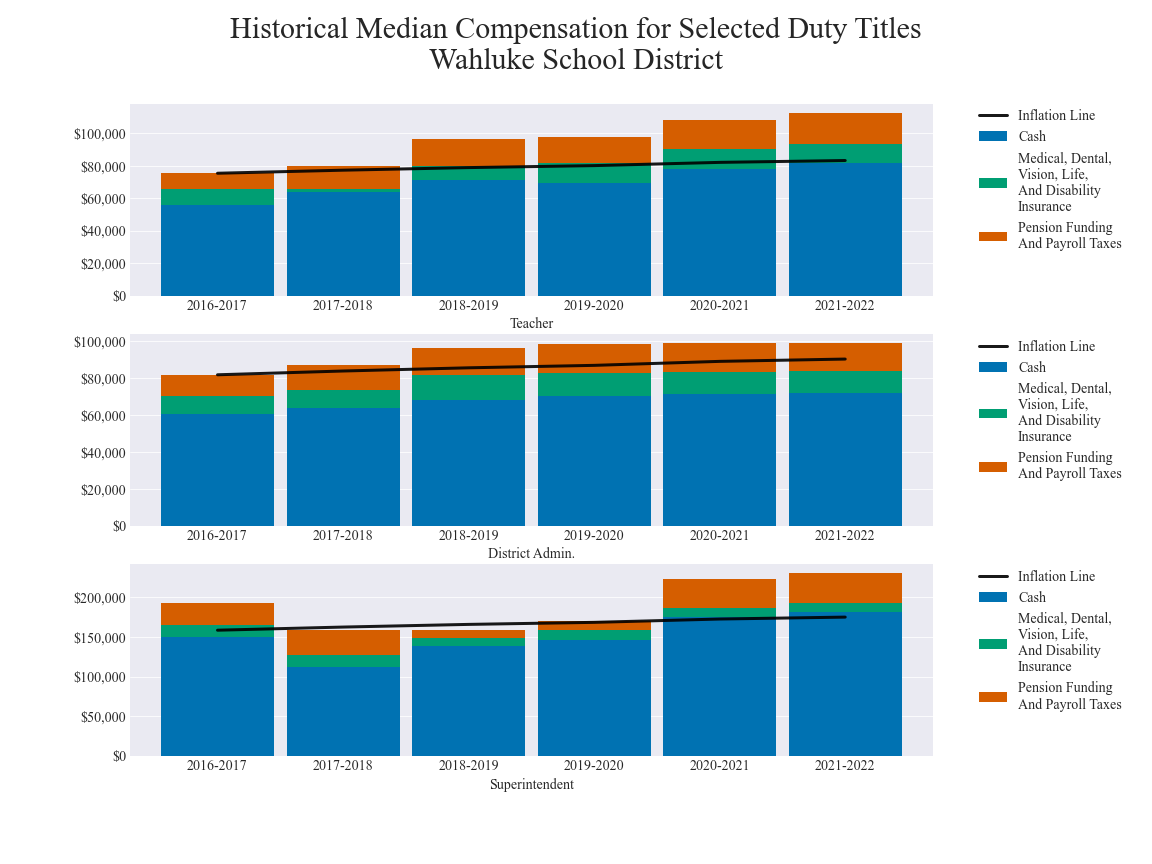 Historical Median Compensation for Selected Duty Titles
Wahluke School District
$100,000
$80,000
$60,000
$40,000
$20,000
$0
2016-2017 2017-2018 2018-2019 2019-2020 2020-2021 2021-2022
Teacher
Inflation Line
Cash
Medical, Dental,
Vision, Life,
And Disability
Insurance
Pension Funding
And Payroll Taxes
$100,000
$80,000
$60,000
$40,000
$20,000
$0
2016-2017 2017-2018 2018-2019 2019-2020 2020-2021 2021-2022
District Admin.
Inflation Line
Cash
Medical, Dental,
Vision, Life,
And Disability
Insurance
Pension Funding
And Payroll Taxes
$200,000
$150,000
$100,000
$50,000
$0
2016-2017 2017-2018 2018-2019 2019-2020 2020-2021 2021-2022
Superintendent
Inflation Line
Cash
Medical, Dental,
Vision, Life,
And Disability
Insurance
Pension Funding
And Payroll Taxes